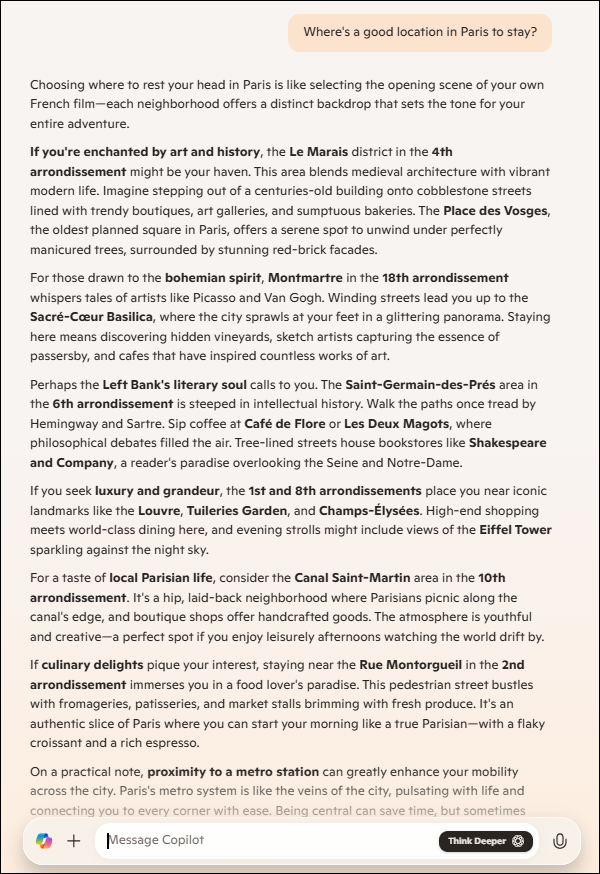 Where's a good location in Paris to stay?
Choosing where to rest your head in Paris is like selecting the opening scene of your own
French film—each neighborhood offers a distinct backdrop that sets the tone for your
entire adventure.
If you're enchanted by art and history, the Le Marais district in the 4th
arrondissement might be your haven. This area blends medieval architecture with vibrant
modern life. Imagine stepping out of a centuries-old building onto cobblestone streets
lined with trendy boutiques, art galleries, and sumptuous bakeries. The Place des Vosges,
the oldest planned square in Paris, offers a serene spot to unwind under perfectly
manicured trees, surrounded by stunning red-brick facades.
For those drawn to the bohemian spirit, Montmartre in the 18th arrondissement
whispers tales of artists like Picasso and Van Gogh. Winding streets lead you up to the
Sacré-Cœur Basilica, where the city sprawls at your feet in a glittering panorama. Staying
here means discovering hidden vineyards, sketch artists capturing the essence of
passersby, and cafes that have inspired countless works of art.
Perhaps the Left Bank's literary soul calls to you. The Saint-Germain-des-Prés area in
the 6th arrondissement is steeped in intellectual history. Walk the paths once tread by
Hemingway and Sartre. Sip coffee at Café de Flore or Les Deux Magots, where
philosophical debates filled the air. Tree-lined streets house bookstores like Shakespeare
and Company, a reader's paradise overlooking the Seine and Notre-Dame.
If you seek luxury and grandeur, the 1st and 8th arrondissements place you near iconic
landmarks like the Louvre, Tuileries Garden, and Champs-Élysées. High-end shopping
meets world-class dining here, and evening strolls might include views of the Eiffel Tower
sparkling against the night sky.
For a taste of local Parisian life, consider the Canal Saint-Martin area in the 10th
arrondissement. It's a hip, laid-back neighborhood where Parisians picnic along the
canal's edge, and boutique shops offer handcrafted goods. The atmosphere is youthful
and creative—a perfect spot if you enjoy leisurely afternoons watching the world drift by.
If culinary delights pique your interest, staying near the Rue Montorgueil in the 2nd
arrondissement immerses you in a food lover's paradise. This pedestrian street bustles
with fromageries, patisseries, and market stalls brimming with fresh produce. It's an
authentic slice of Paris where you can start your morning like a true Parisian—with a flaky
croissant and a rich espresso.
On a practical note, proximity to a metro station can greatly enhance your mobility
across the city. Paris's metro system is like the veins of the city, pulsating with life and
connecting you to every corner with ease. Being central can save time, but sometimes
Message Copilot
Think Deeper